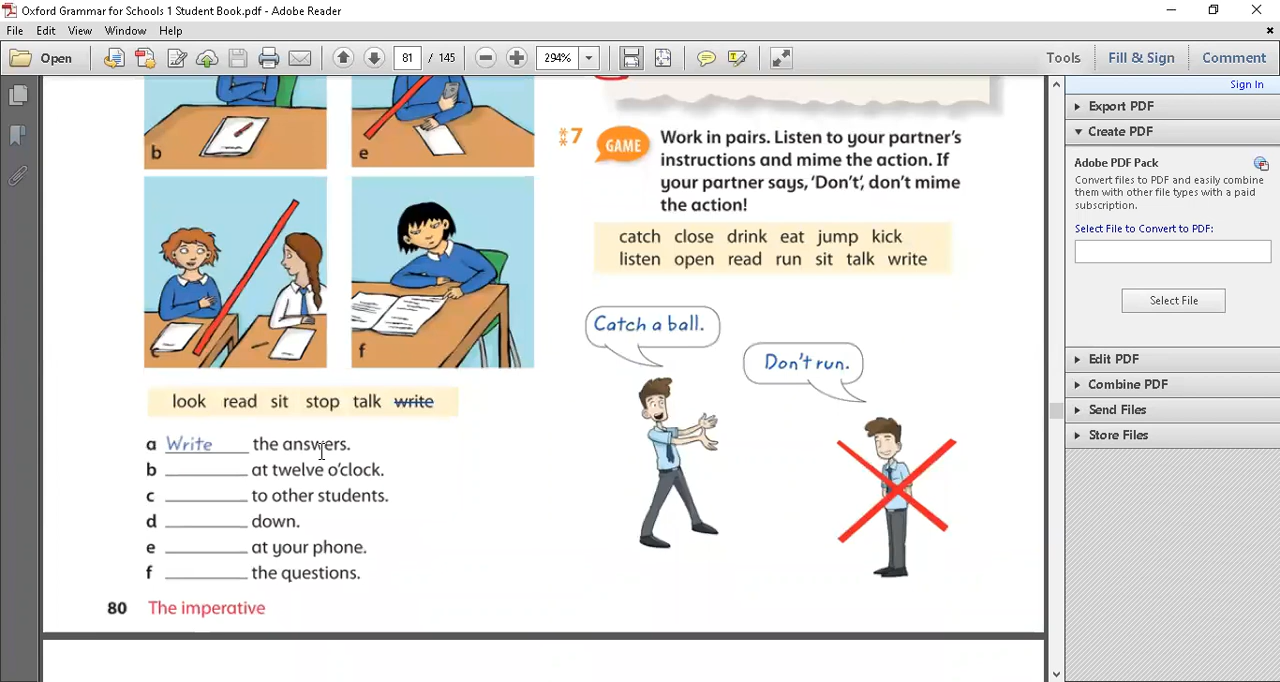 Oxford Grammar for Schools 1 Student Book.pdf - Adobe Reader
File Edit View Window Help
Open 81 / 145 294% Tools Fill & Sign Comment
Sign In
Export PDF
Create PDF
Adobe PDF Pack
Convert files to PDF and easily combine
them with other file types with a paid
subscription.
Select File to Convert to PDF:
Select File
Edit PDF
Combine PDF
Send Files
Store Files
b
e
c
f
look read sit stop talk write
a Write the answers.
b ________ at twelve o'clock.
c ________ to other students.
d ________ down.
e ________ at your phone.
f ________ the questions.
80 The imperative
7 GAME Work in pairs. Listen to your partner's
instructions and mime the action. If
your partner says, 'Don't', don't mime
the action!
catch close drink eat jump kick
listen open read run sit talk write
Catch a ball.
Don't run.